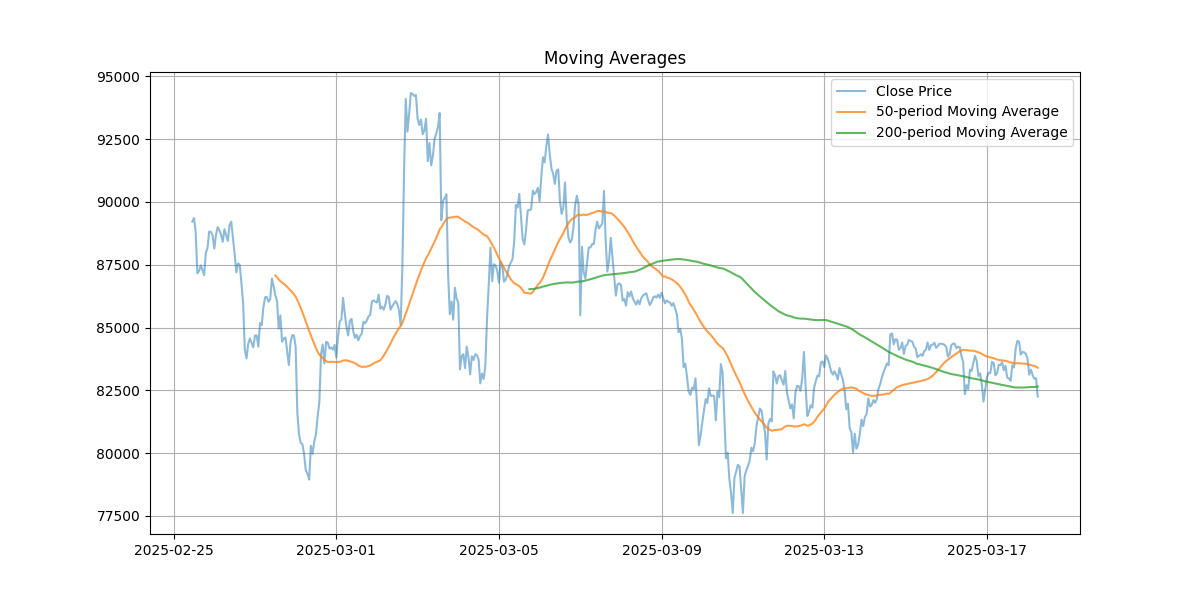 Moving Averages
95000
92500
90000
87500
85000
82500
80000
77500
Close Price
50-period Moving Average
200-period Moving Average
2025-02-25 2025-03-01 2025-03-05 2025-03-09 2025-03-13 2025-03-17